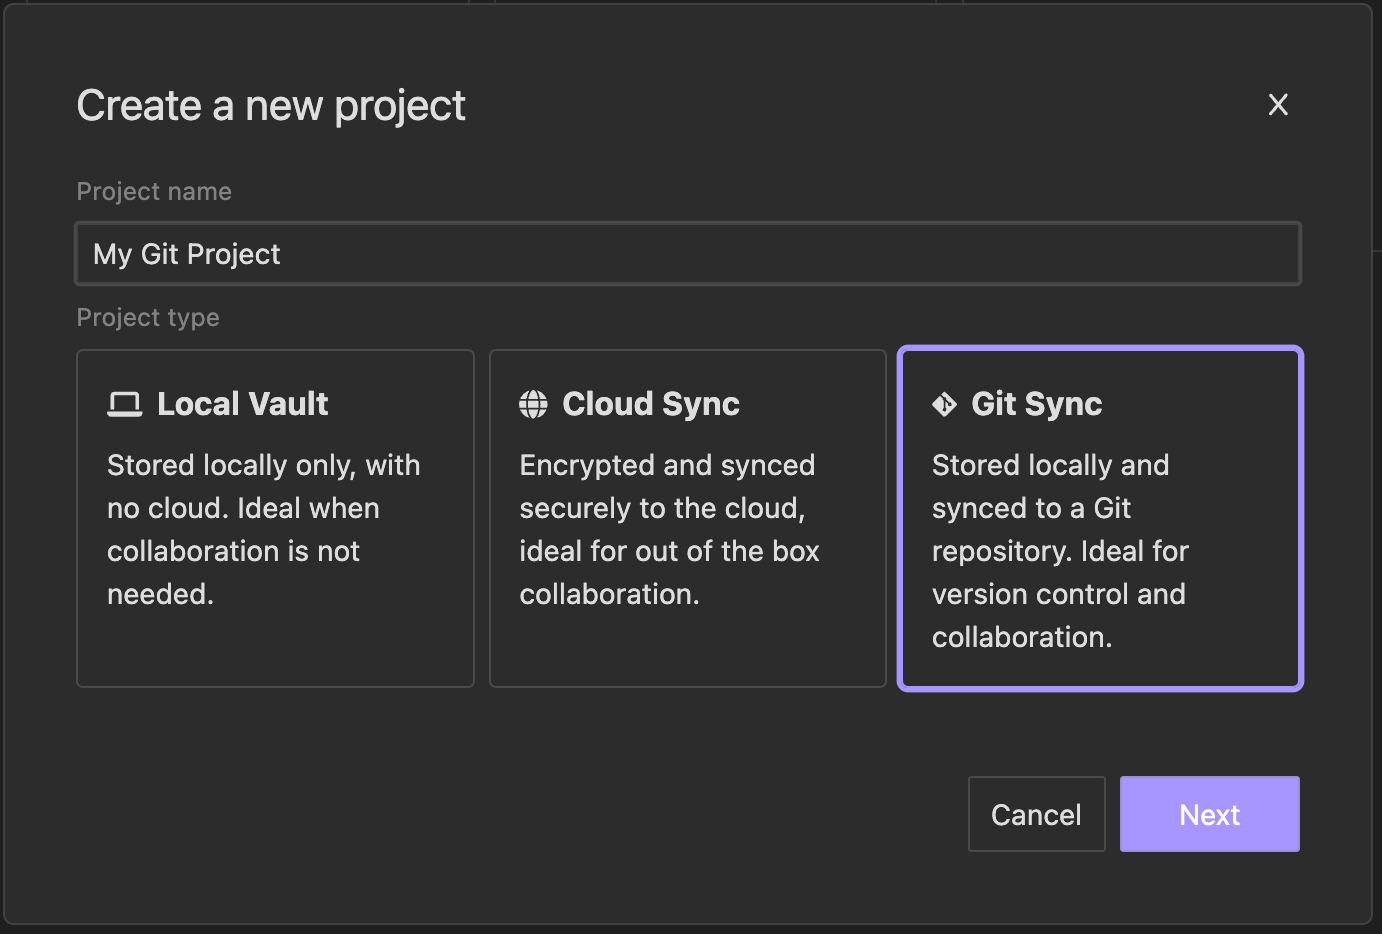 Create a new project
X
Project name
My Git Project
Project type
Local Vault
Stored locally only, with
no cloud. Ideal when
collaboration is not
needed.
Cloud Sync
Encrypted and synced
securely to the cloud,
ideal for out of the box
collaboration.
Git Sync
Stored locally and
synced to a Git
repository. Ideal for
version control and
collaboration.
Cancel
Next